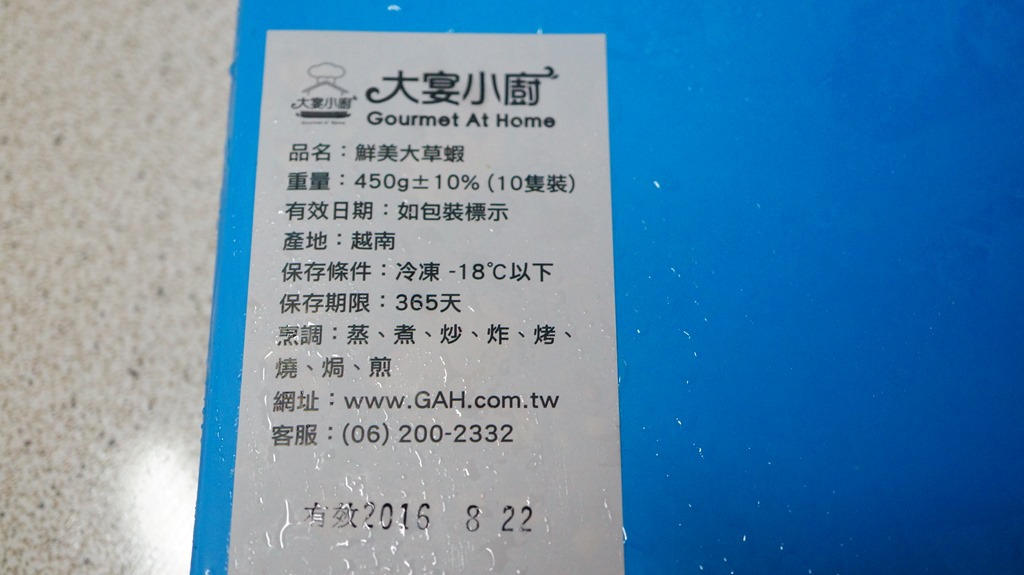 大宴小廚
大宴小廚
Gourmet At Home
品名：鮮美大草蝦
重量：450g±10% (10隻裝)
有效日期：如包裝標示
產地：越南
保存條件：冷凍 -18℃以下
保存期限：365天
烹調：蒸、煮、炒、炸、烤、
燒、焗、煎
網址：www.GAH.com.tw
客服：(06) 200-2332
有效2016 8 22